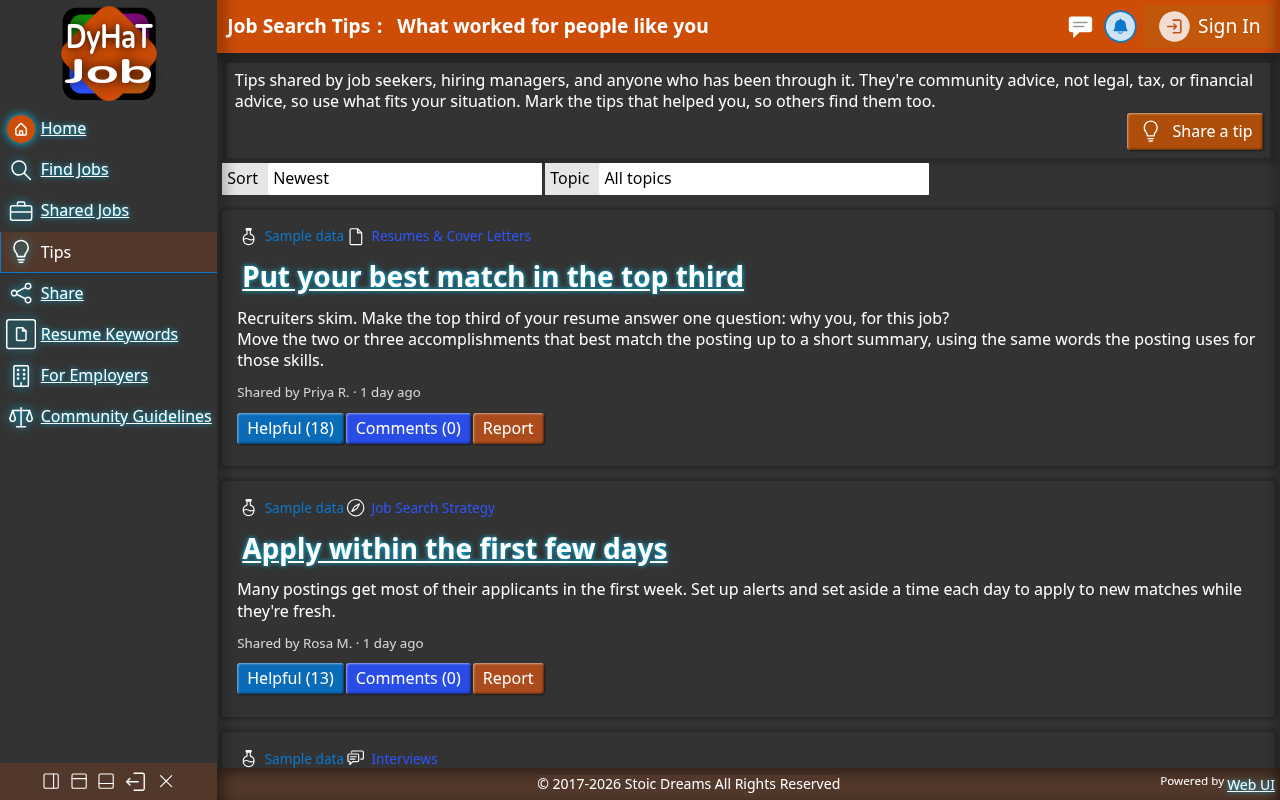 DyHaT
Job
Home
Find Jobs
Shared Jobs
Tips
Share
Resume Keywords
For Employers
Community Guidelines
Job Search Tips : What worked for people like you
Sign In
Tips shared by job seekers, hiring managers, and anyone who has been through it. They're community advice, not legal, tax, or financial
advice, so use what fits your situation. Mark the tips that helped you, so others find them too.
Share a tip
Sort Newest Topic All topics
Sample data Resumes & Cover Letters
Put your best match in the top third
Recruiters skim. Make the top third of your resume answer one question: why you, for this job?
Move the two or three accomplishments that best match the posting up to a short summary, using the same words the posting uses for
those skills.
Shared by Priya R. · 1 day ago
Helpful (18) Comments (0) Report
Sample data Job Search Strategy
Apply within the first few days
Many postings get most of their applicants in the first week. Set up alerts and set aside a time each day to apply to new matches while
they're fresh.
Shared by Rosa M. · 1 day ago
Helpful (13) Comments (0) Report
Sample data Interviews
© 2017-2026 Stoic Dreams All Rights Reserved
Powered by Web UI